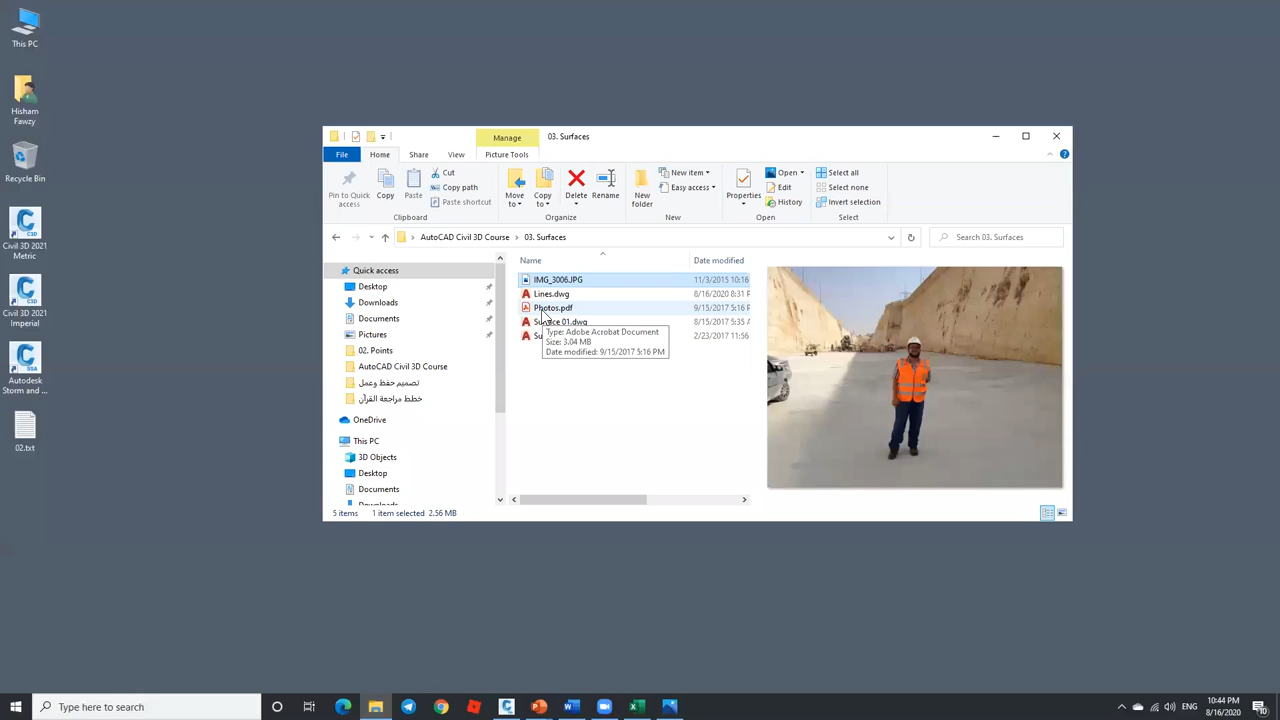 This PC
Hisham
Fawzy
Recycle Bin
Civil 3D 2021
Metric
Civil 3D 2021
Imperial
Autodesk
Storm and ...
02.txt
Manage
03. Surfaces
File
Home
Share
View
Picture Tools
Pin to Quick
access
Copy
Paste
Cut
Copy path
Paste shortcut
Clipboard
Move
to
Copy
to
Delete
Rename
Organize
New
folder
New item
Easy access
New
Properties
Open
Edit
History
Open
Select all
Select none
Invert selection
Select
AutoCAD Civil 3D Course > 03. Surfaces
Search 03. Surfaces
Quick access
Desktop
Downloads
Documents
Pictures
02. Points
AutoCAD Civil 3D Course
تصميم حفظ وعمل
خطط مراجعة القرآن
OneDrive
This PC
3D Objects
Desktop
Documents
Name
Date modified
IMG_3006.JPG 11/3/2015 10:16
Lines.dwg 8/16/2020 8:31 P
Photos.pdf 9/15/2017 5:16 P
Surface 01.dwg 8/15/2017 5:35 A
2/23/2017 11:56
Type: Adobe Acrobat Document
Size: 3.04 MB
Date modified: 9/15/2017 5:16 PM
5 items 1 item selected 2.56 MB
Type here to search
ENG
10:44 PM
8/16/2020